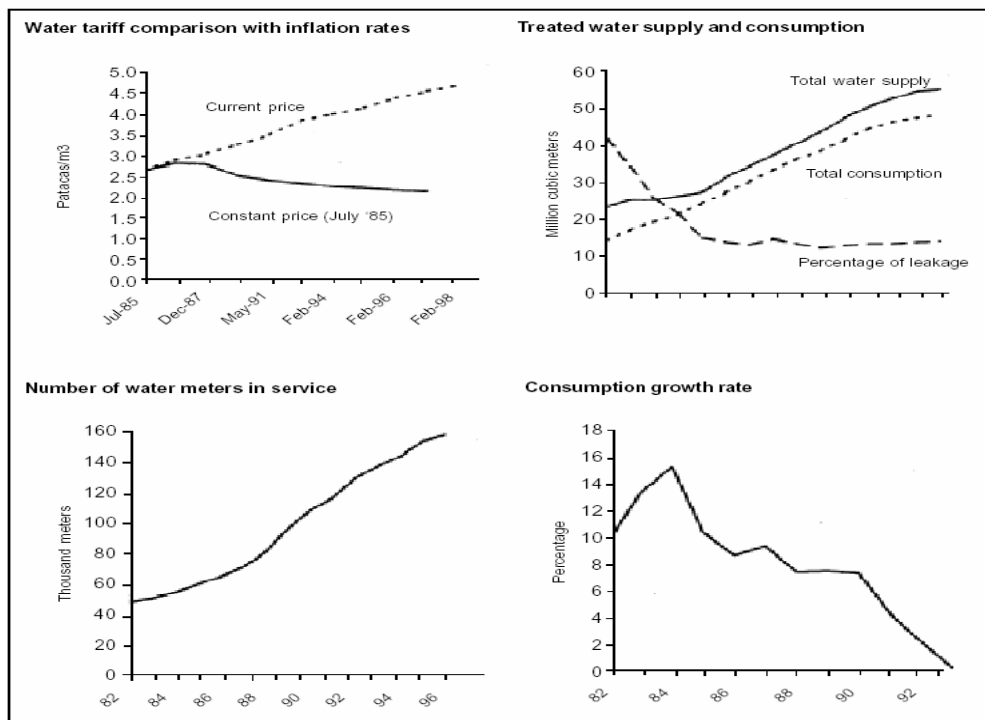 Water tariff comparison with inflation rates
Patacas/m3
5.0
4.5
4.0
3.5
3.0
2.5
2.0
1.5
1.0
0.5
0.0
Current price
Constant price (July '85)
Jul-85
Dec-87
May-91
Feb-94
Feb-96
Feb-98
Treated water supply and consumption
Million cubic meters
60
50
40
30
20
10
0
Total water supply
Total consumption
Percentage of leakage
Number of water meters in service
Thousand meters
160
140
120
100
80
60
40
20
0
82
84
86
88
90
92
94
96
Consumption growth rate
Percentage
18
16
14
12
10
8
6
4
2
0
82
84
86
88
90
92